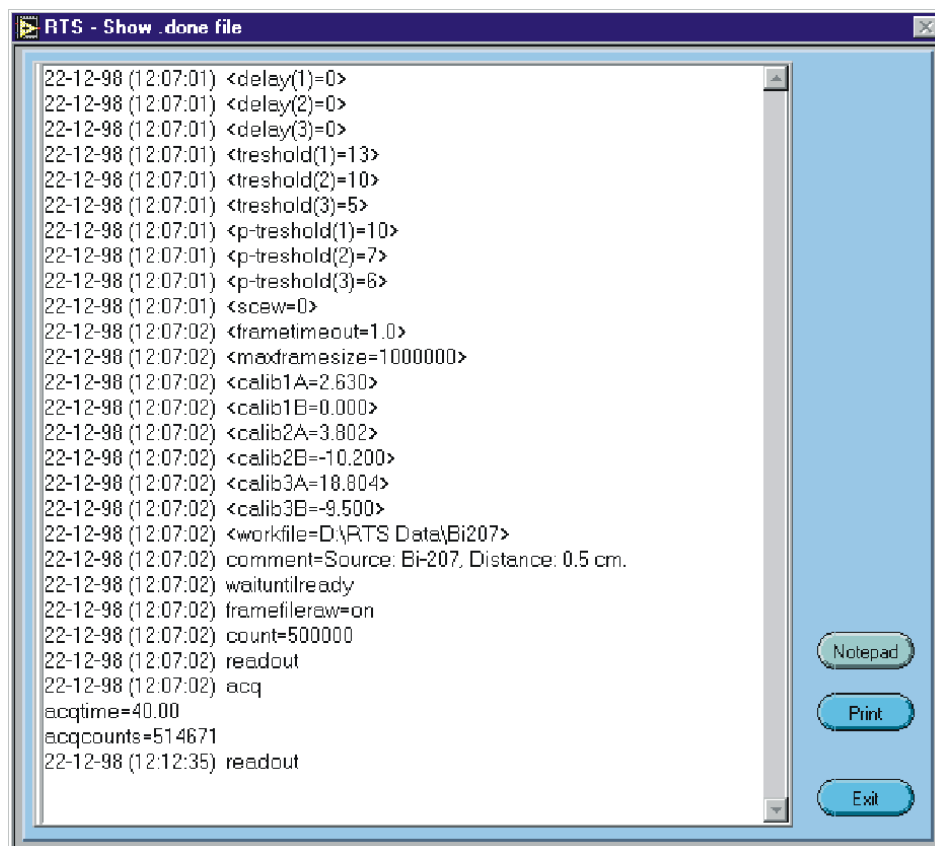 RTS - Show .done file
22-12-98 (12:07:01) <delay(1)=0>
22-12-98 (12:07:01) <delay(2)=0>
22-12-98 (12:07:01) <delay(3)=0>
22-12-98 (12:07:01) <treshold(1)=13>
22-12-98 (12:07:01) <treshold(2)=10>
22-12-98 (12:07:01) <treshold(3)=5>
22-12-98 (12:07:01) <p-treshold(1)=10>
22-12-98 (12:07:01) <p-treshold(2)=7>
22-12-98 (12:07:01) <p-treshold(3)=6>
22-12-98 (12:07:01) <scew=0>
22-12-98 (12:07:02) <frametimeout=1.0>
22-12-98 (12:07:02) <maxframesize=1000000>
22-12-98 (12:07:02) <calib1A=2.630>
22-12-98 (12:07:02) <calib1B=0.000>
22-12-98 (12:07:02) <calib2A=3.802>
22-12-98 (12:07:02) <calib2B=-10.200>
22-12-98 (12:07:02) <calib3A=18.804>
22-12-98 (12:07:02) <calib3B=-9.500>
22-12-98 (12:07:02) <workfile=D:\RTS Data\Bi207>
22-12-98 (12:07:02) comment=Source: Bi-207, Distance: 0.5 cm.
22-12-98 (12:07:02) waituntilready
22-12-98 (12:07:02) framefileraw=on
22-12-98 (12:07:02) count=500000
22-12-98 (12:07:02) readout
22-12-98 (12:07:02) acq
acqtime=40.00
acqcounts=514671
22-12-98 (12:12:35) readout
Notepad
Print
Exit